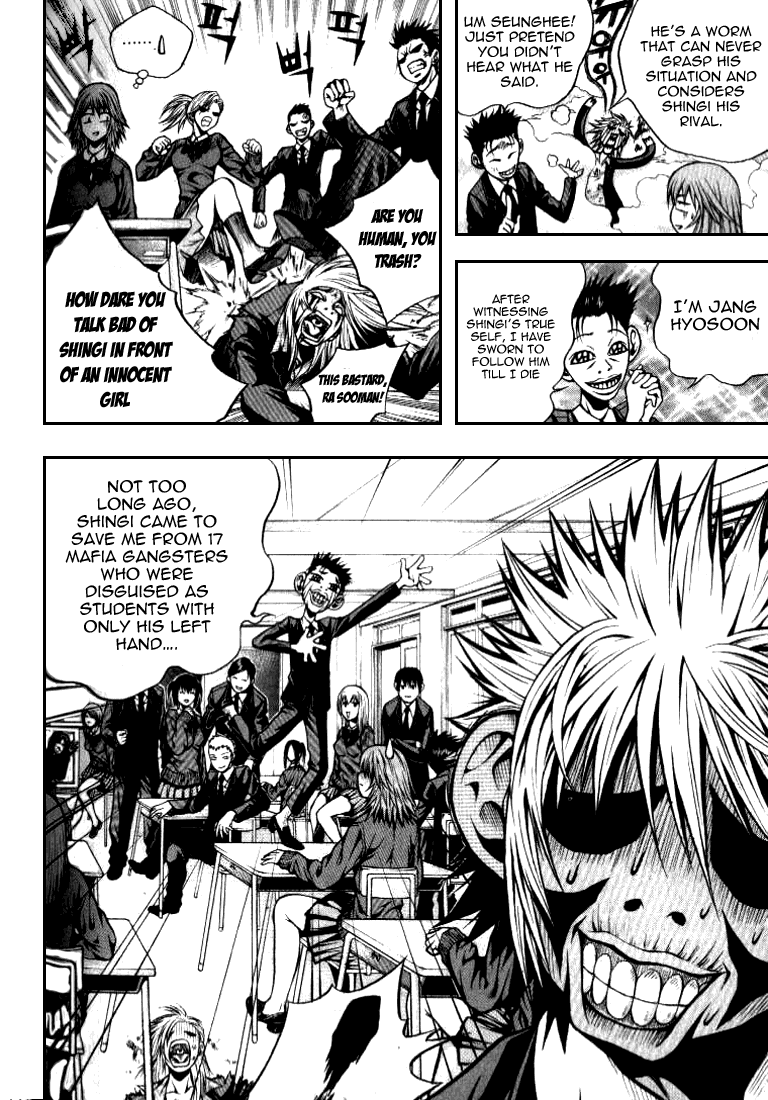 ......
퍽
퍽
퍽
퍽
ARE YOU
HUMAN, YOU
TRASH?
HOW DARE YOU
TALK BAD OF
SHINGI IN FRONT
OF AN INNOCENT
GIRL
THIS BASTARD,
RA SOOMAN!
UM SEUNGHEE!
JUST PRETEND
YOU DIDN'T
HEAR WHAT HE
SAID.
HE'S A WORM
THAT CAN NEVER
GRASP HIS
SITUATION AND
CONSIDERS
SHINGI HIS
RIVAL.
AFTER
WITNESSING
SHINGI'S TRUE
SELF, I HAVE
SWORN TO
FOLLOW HIM
TILL I DIE
I'M JANG
HYOSOON
NOT TOO
LONG AGO,
SHINGI CAME TO
SAVE ME FROM 17
MAFIA GANGSTERS
WHO WERE
DISGUISED AS
STUDENTS WITH
ONLY HIS LEFT
HAND....